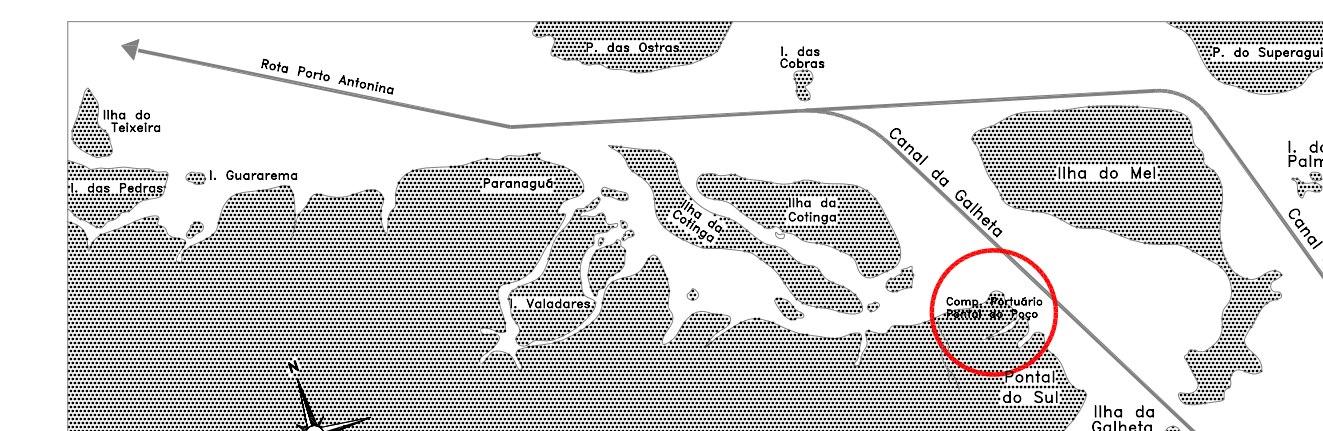 P. das Ostras
I. das
Cobras
P. do Superagui
Rota Porto Antonina
Ilha do
Teixeira
Canal da Galheta
I.
Palm
I. das Pedras
I. Guararema
Paranaguá
Ilha da
Cotinga
Ilha da
Cotinga
Ilha do Mel
Canal
I. Valadares
Comp. Portuário
Pontal do Poço
N
Pontal
do Sul
Ilha da
Galheta